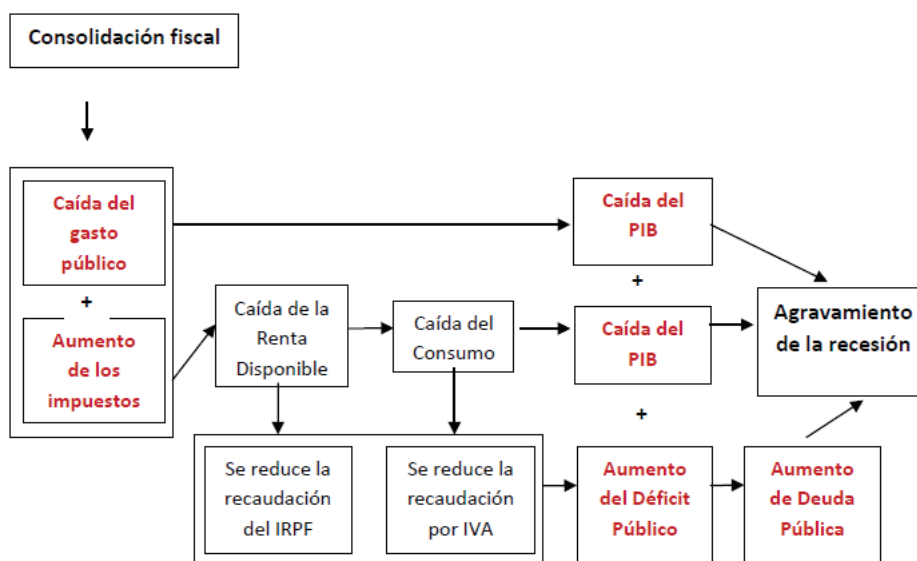 Consolidación fiscal
Caída del
gasto
público
+
Aumento
de los
impuestos
Caída de la
Renta
Disponible
Caída del
Consumo
Caída del
PIB
+
Caída del
PIB
+
Agravamiento
de la recesión
Se reduce la
recaudación
del IRPF
Se reduce la
recaudación
por IVA
Aumento
del Déficit
Público
Aumento
de Deuda
Pública